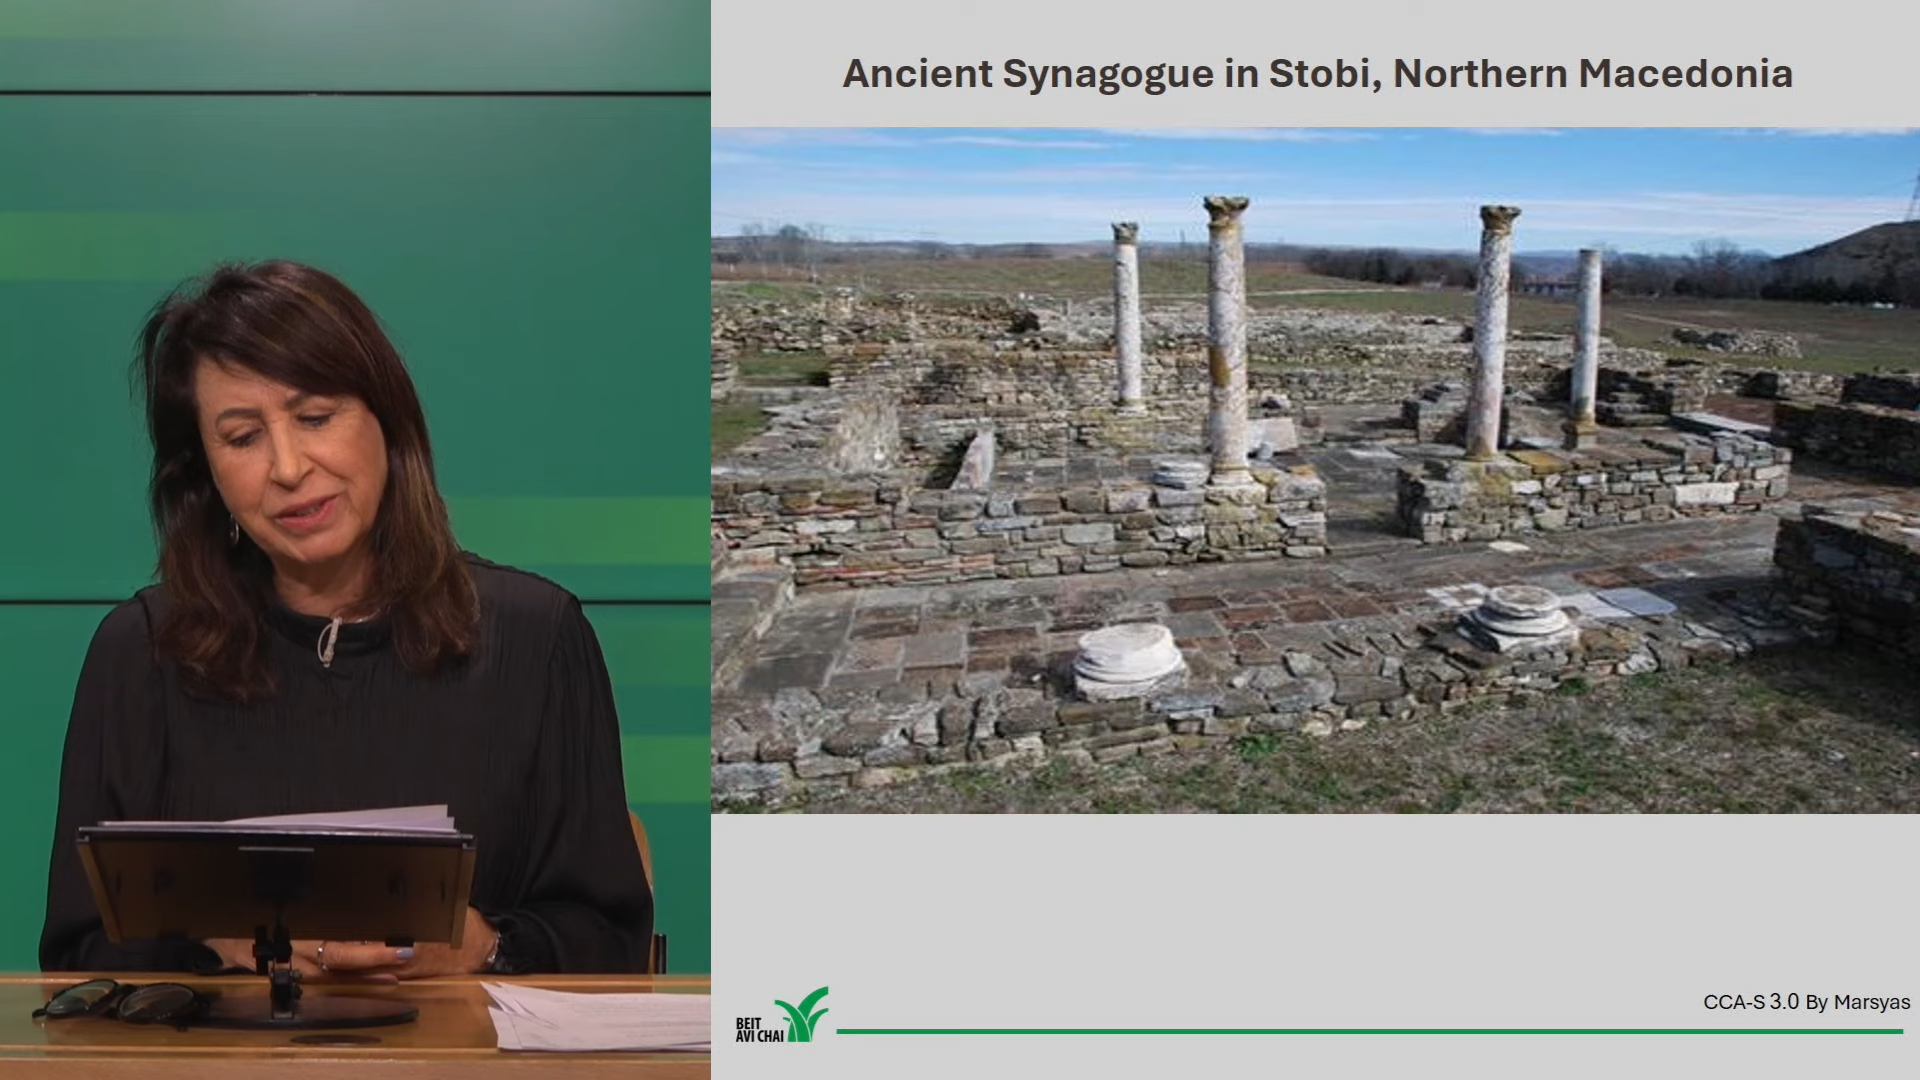 Ancient Synagogue in Stobi, Northern Macedonia
CCA-S 3.0 By Marsyas
BEIT
AVI CHAI